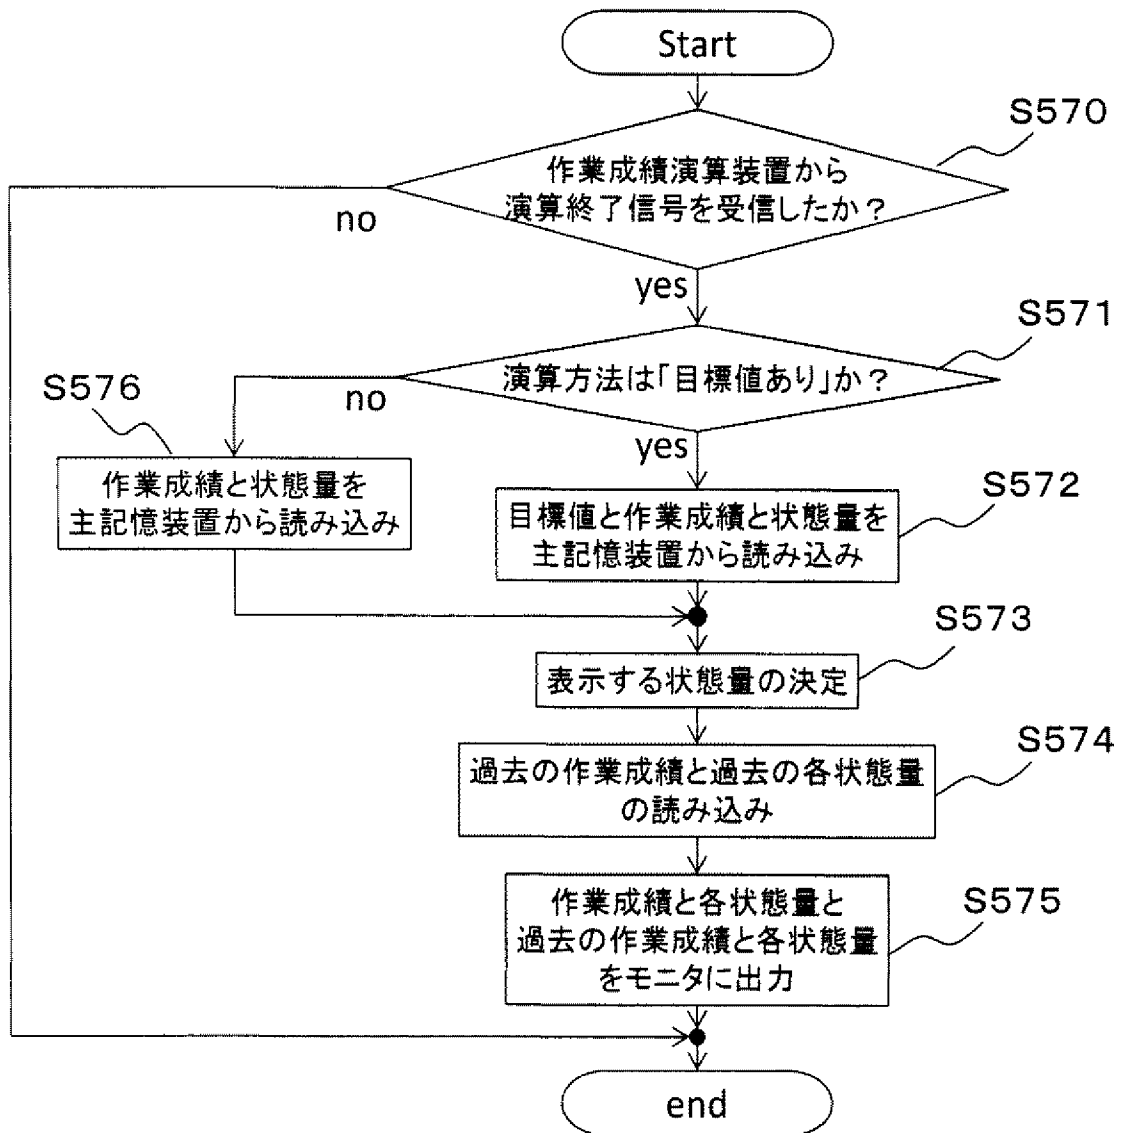 Start
S570
作業成績演算装置から
演算終了信号を受信したか？
no
yes
S571
演算方法は「目標値あり」か？
no
yes
S576
作業成績と状態量を
主記憶装置から読み込み
S572
目標値と作業成績と状態量を
主記憶装置から読み込み
S573
表示する状態量の決定
S574
過去の作業成績と過去の各状態量
の読み込み
S575
作業成績と各状態量と
過去の作業成績と各状態量
をモニタに出力
end